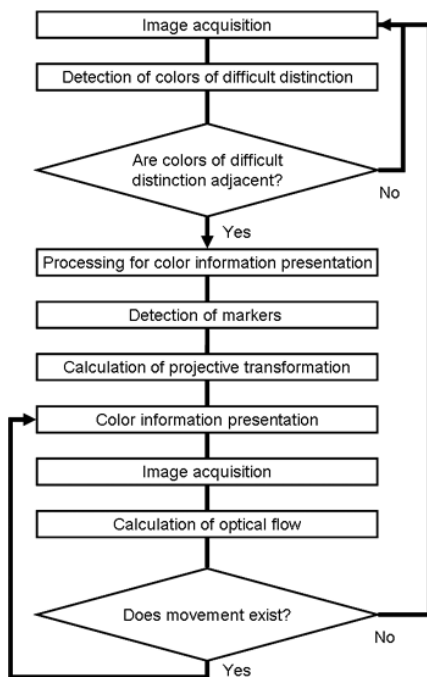 Image acquisition
Detection of colors of difficult distinction
Are colors of difficult
distinction adjacent?
No
Yes
Processing for color information presentation
Detection of markers
Calculation of projective transformation
Color information presentation
Image acquisition
Calculation of optical flow
Does movement exist?
No
Yes